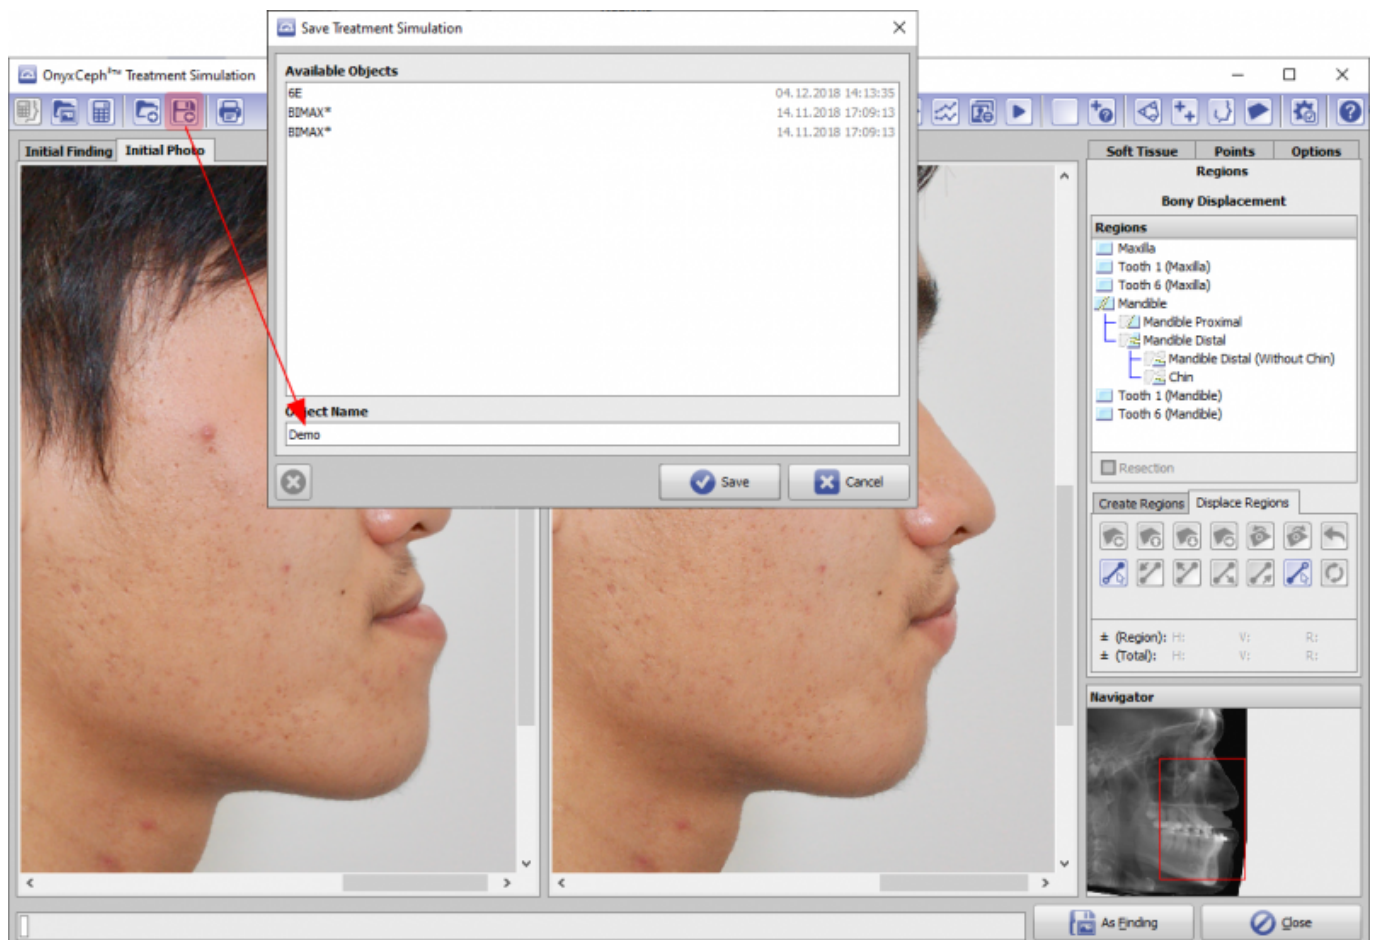 Save Treatment Simulation
Available Objects
6E 04.12.2018 14:13:35
BIMAX* 14.11.2018 17:09:13
BIMAX* 14.11.2018 17:09:13
Object Name
Demo
Save
Cancel
OnyxCeph³™ Treatment Simulation
Initial Finding Initial Photo
Soft Tissue Points Options
Regions
Bony Displacement
Regions
Maxilla
Tooth 1 (Maxilla)
Tooth 6 (Maxilla)
Mandible
Mandible Proximal
Mandible Distal
Mandible Distal (Without Chin)
Chin
Tooth 1 (Mandible)
Tooth 6 (Mandible)
Resection
Create Regions Displace Regions
± (Region): H: V: R:
± (Total): H: V: R:
Navigator
As Finding
Close